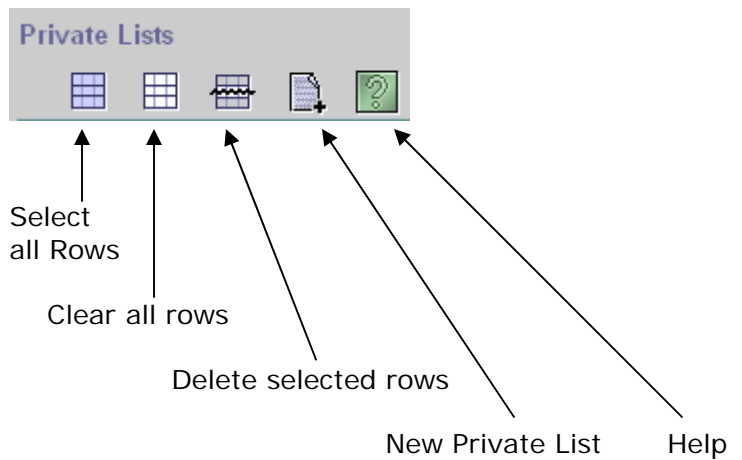 Private Lists
Select
all Rows
Clear all rows
Delete selected rows
New Private List
Help